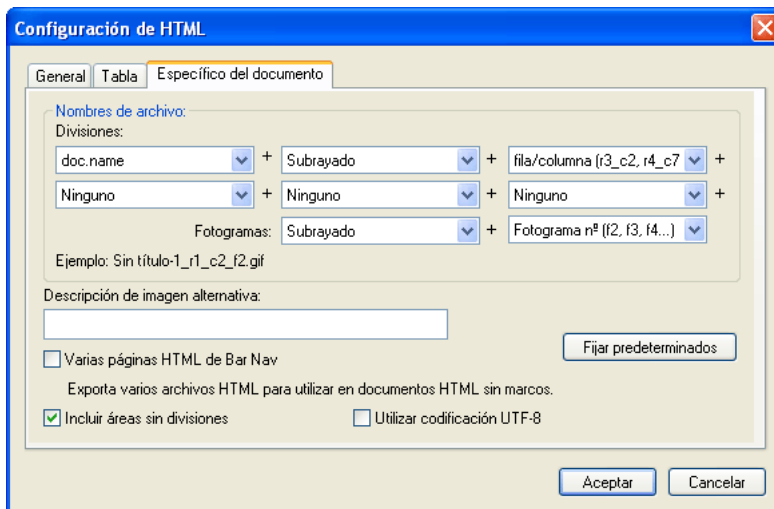 Configuración de HTML
General Tabla Específico del documento
Nombres de archivo:
Divisiones:
doc.name + Subrayado + fila/columna (r3_c2, r4_c7 +
Ninguno + Ninguno + Ninguno +
Fotogramas: Subrayado + Fotograma nº (f2, f3, f4...)
Ejemplo: Sin título-1_r1_c2_f2.gif
Descripción de imagen alternativa:
Fijar predeterminados
Varias páginas HTML de Bar Nav
Exporta varios archivos HTML para utilizar en documentos HTML sin marcos.
Incluir áreas sin divisiones Utilizar codificación UTF-8
Aceptar Cancelar